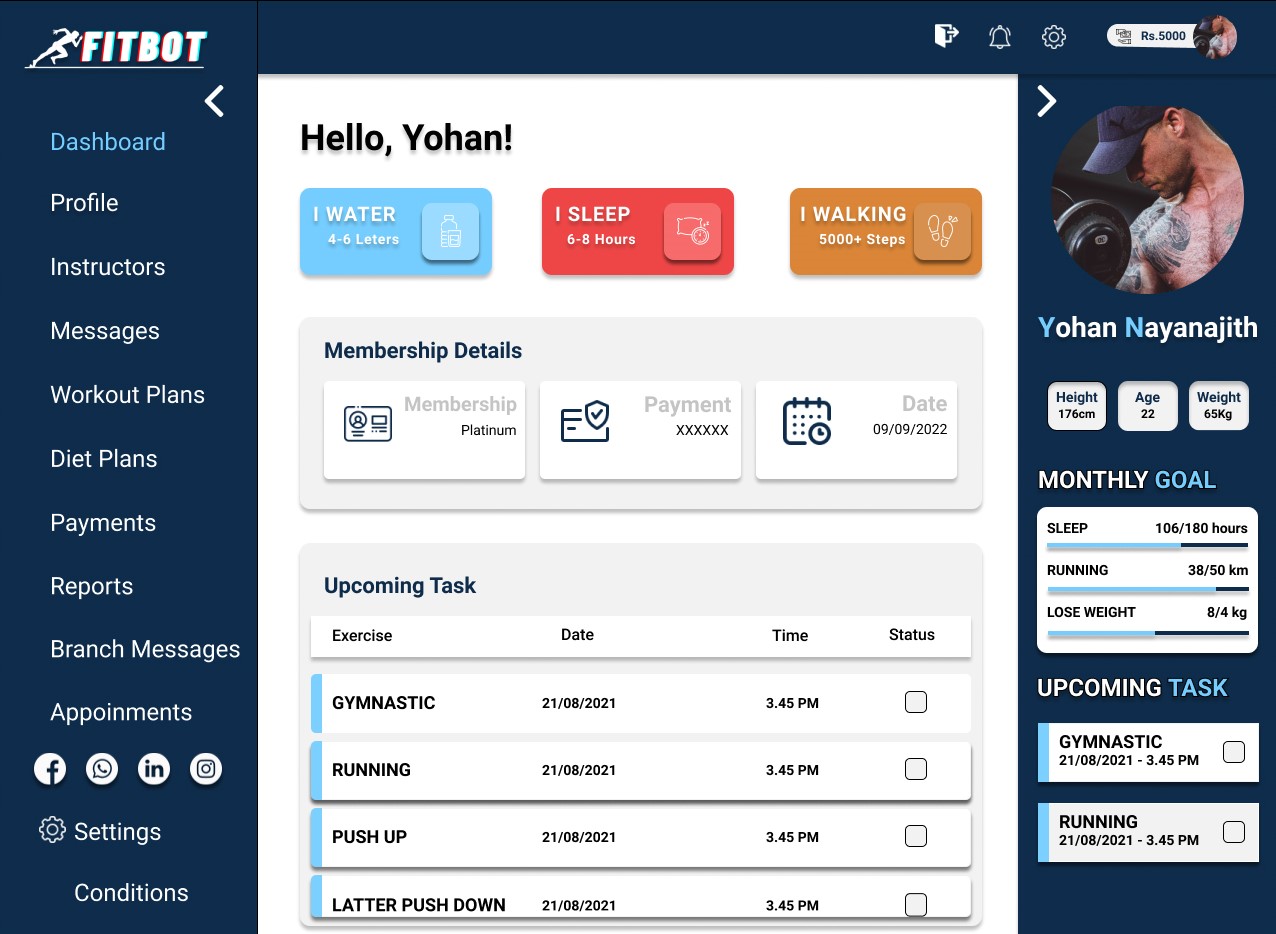 FITBOT
Rs.5000
Dashboard
Profile
Instructors
Messages
Workout Plans
Diet Plans
Payments
Reports
Branch Messages
Appoinments
Settings
Conditions
Hello, Yohan!
I WATER
4-6 Leters
I SLEEP
6-8 Hours
I WALKING
5000+ Steps
Membership Details
Membership
Platinum
Payment
XXXXXX
Date
09/09/2022
Upcoming Task
Exercise Date Time Status
GYMNASTIC 21/08/2021 3.45 PM
RUNNING 21/08/2021 3.45 PM
PUSH UP 21/08/2021 3.45 PM
LATTER PUSH DOWN 21/08/2021 3.45 PM
Yohan Nayanajith
Height
176cm
Age
22
Weight
65Kg
MONTHLY GOAL
SLEEP 106/180 hours
RUNNING 38/50 km
LOSE WEIGHT 8/4 kg
UPCOMING TASK
GYMNASTIC
21/08/2021 - 3.45 PM
RUNNING
21/08/2021 - 3.45 PM